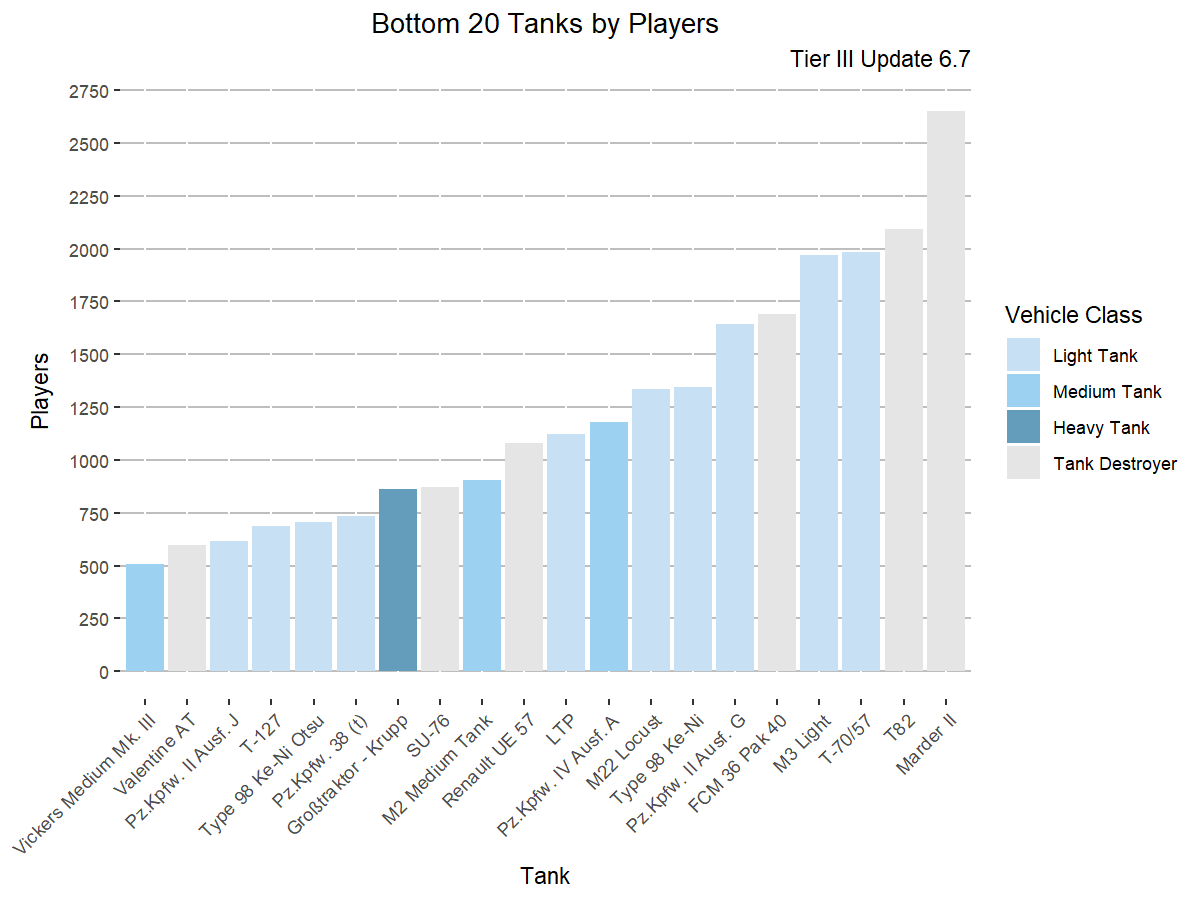 Bottom 20 Tanks by Players
Tier III Update 6.7
2750
2500
2250
2000
1750
1500
1250
1000
750
500
250
0
Players
Vickers Medium Mk. III
Valentine AT
Pz.Kpfw. II Ausf. J
T-127
Type 98 Ke-Ni Otsu
Pz.Kpfw. 38 (t)
Großtraktor - Krupp
SU-76
M2 Medium Tank
Renault UE 57
LTP
Pz.Kpfw. IV Ausf. A
M22 Locust
Type 98 Ke-Ni
Pz.Kpfw. II Ausf. G
FCM 36 Pak 40
M3 Light
T-70/57
T82
Marder II
Tank
Vehicle Class
Light Tank
Medium Tank
Heavy Tank
Tank Destroyer